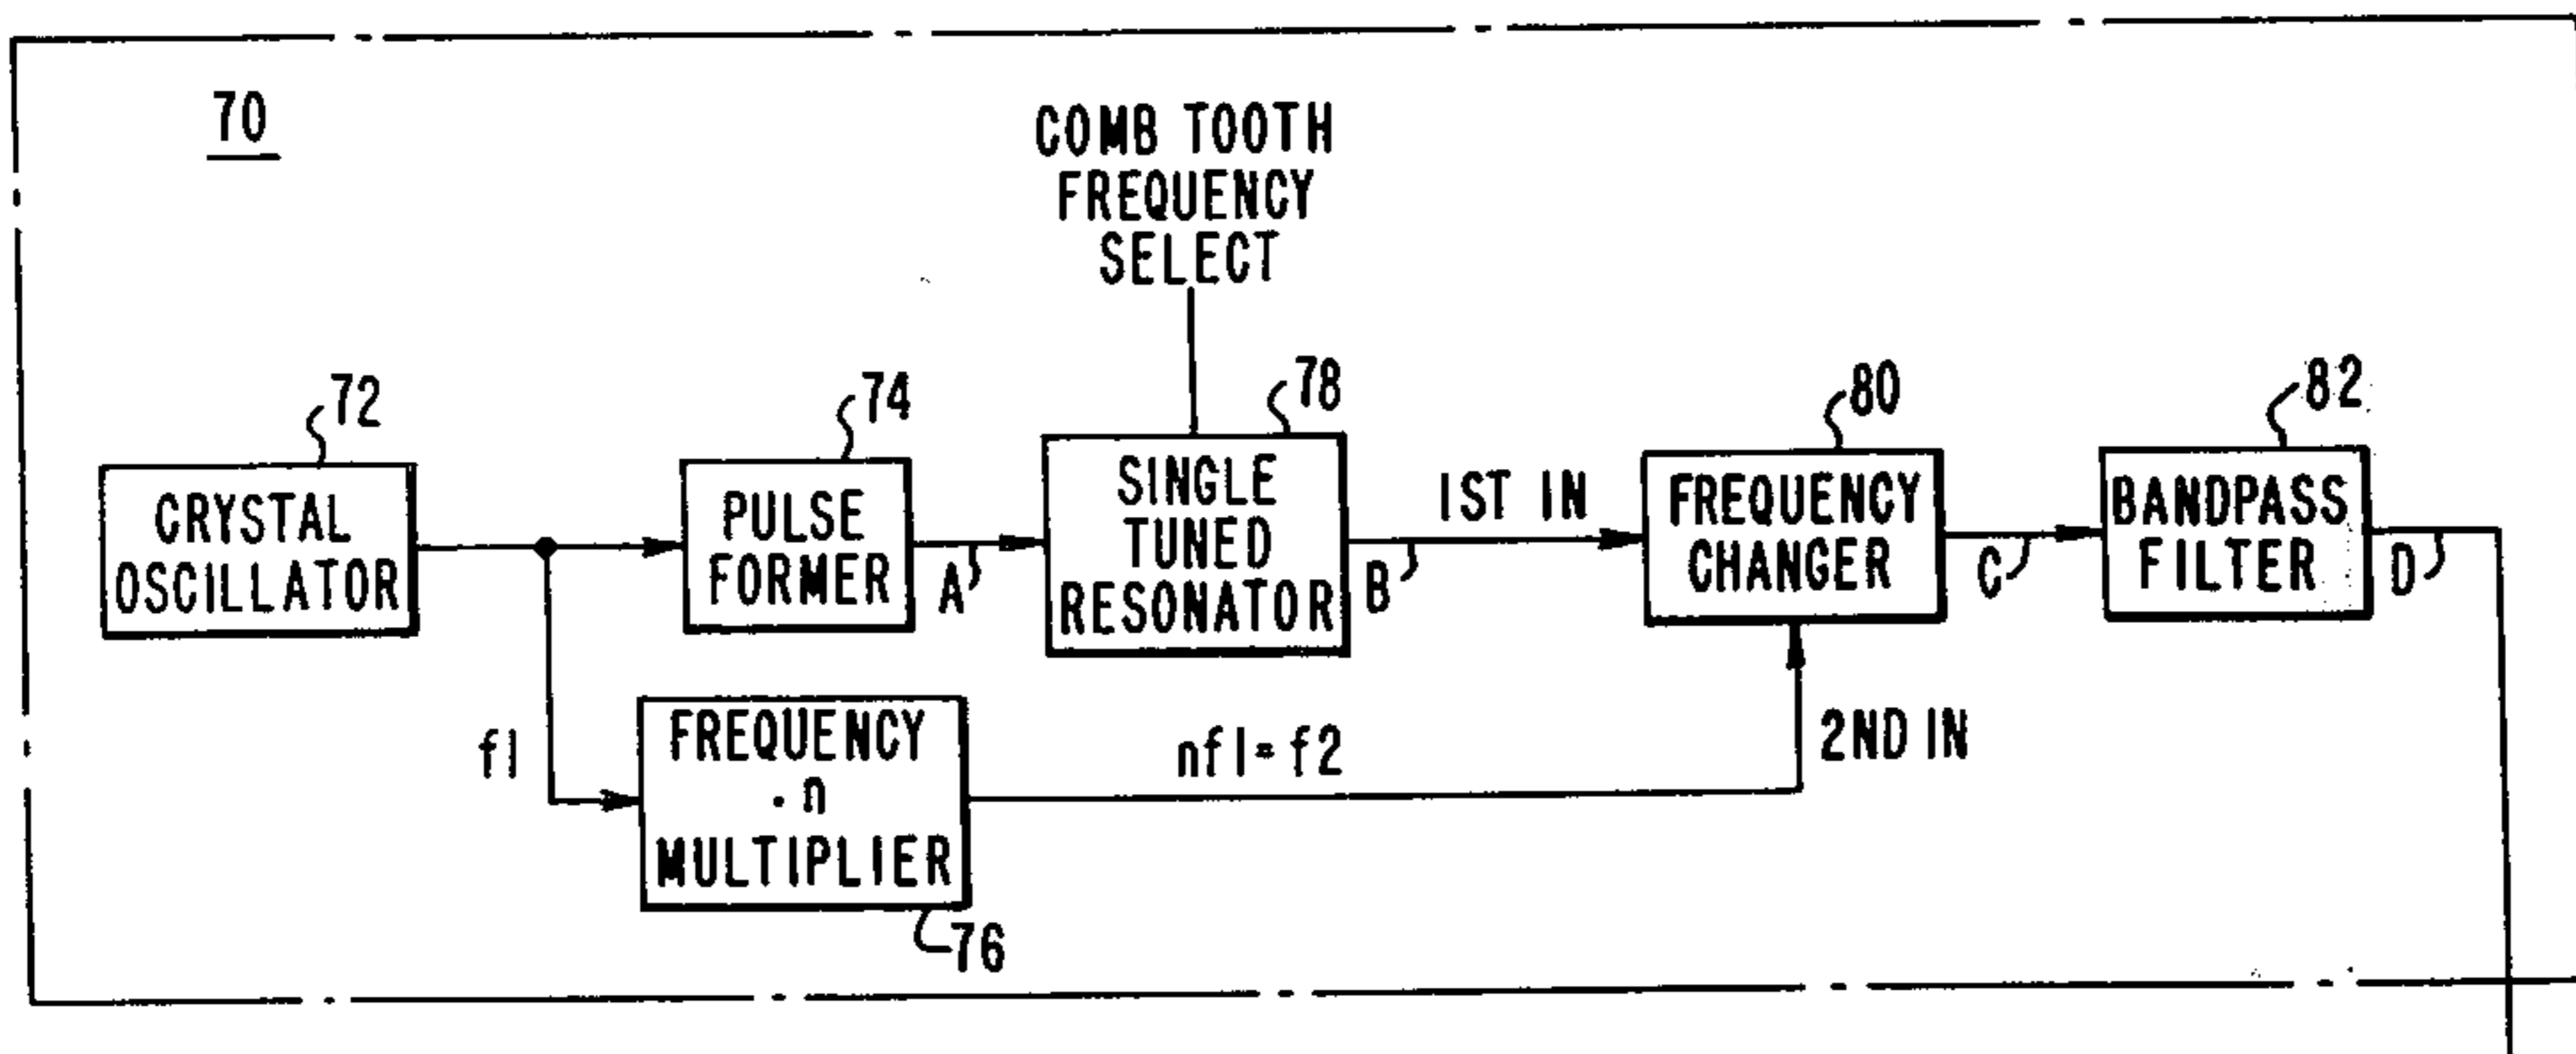 70
COMB TOOTH
FREQUENCY
SELECT
72
74
78
80
82
CRYSTAL
OSCILLATOR
PULSE
FORMER
A
SINGLE
TUNED
RESONATOR
B
1ST IN
FREQUENCY
CHANGER
C
BANDPASS
FILTER
D
f1
FREQUENCY
· n
MULTIPLIER
nf1=f2
2ND IN
76